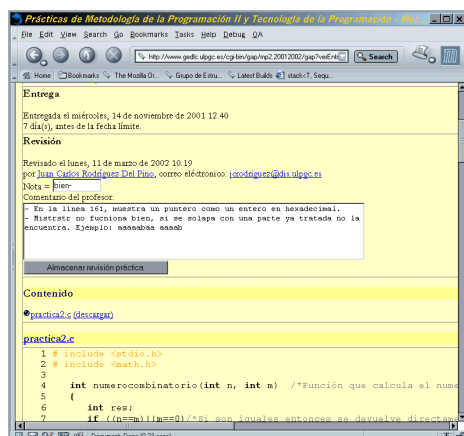 Prácticas de Metodología de la Programación II y Tecnología de la Programación - Moz
File Edit View Search Go Bookmarks Tasks Help Debug QA
http://www.gedlc.ulpgc.es/cgi-bin/gap/mp2.20012002/gap?verEntr
Search
Home Bookmarks The Mozilla Or... Grupo de Estru... Latest Builds stack<T, Sequ...
Entrega
Entregada el miércoles, 14 de noviembre de 2001 12.40
7 día(s), antes de la fecha límite.
Revisión
Revisado el lunes, 11 de marzo de 2002 10.19
por Juan Carlos Rodríguez Del Pino, correo eléctronico: jcrodriguez@dis.ulpgc.es
Nota = bien-
Comentario del profesor:
- En la línea 161, muestra un puntero como un entero en hexadecimal.
- Mistrstr no fucniona bien, si se solapa con una parte ya tratada no la
encuentra. Ejemplo: aaaaabaa aaaab
Almacenar revisión práctica
Contenido
practica2.c (descargar)
practica2.c
1 # include <stdio.h>
2 # include <math.h>
3
4 int numerocombinatorio(int n, int m) /*Función que calcula el nume
5 {
6 int res;
7 if ((n==m)||m==0)/*Si son iguales entonces se devuelve directame